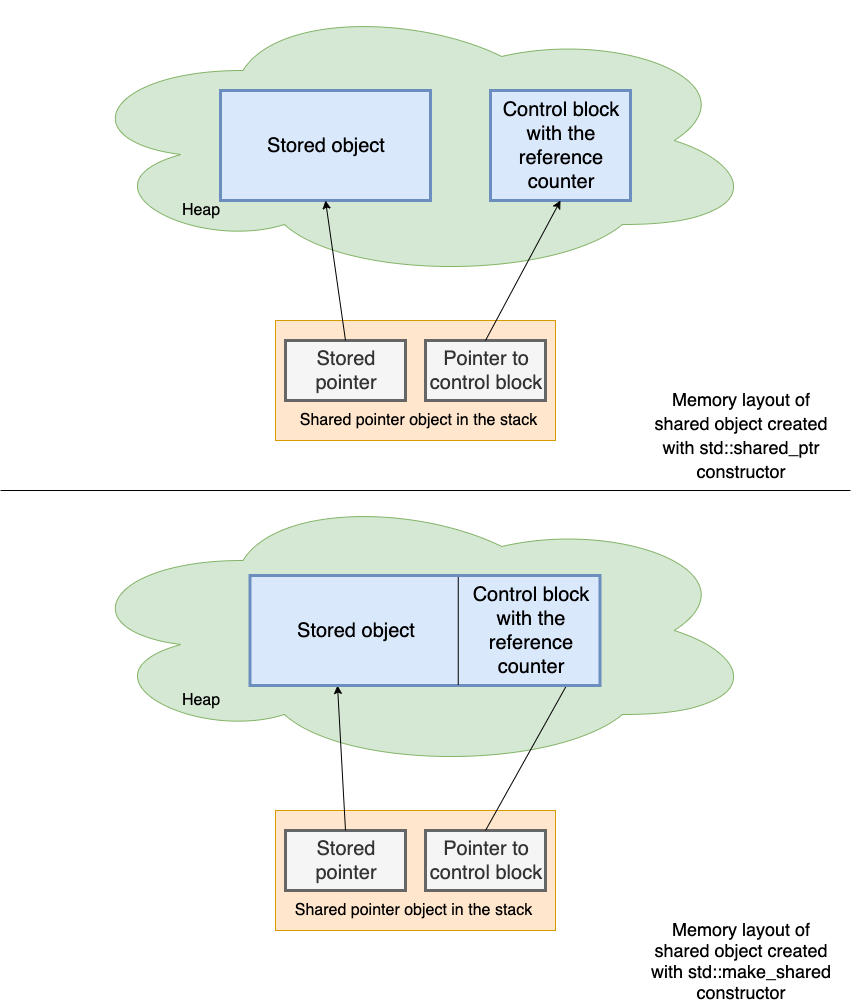 Stored object
Control block
with the
reference
counter
Heap
Stored
pointer
Pointer to
control block
Shared pointer object in the stack
Memory layout of
shared object created
with std::shared_ptr
constructor
Stored object
Control block
with the
reference
counter
Heap
Stored
pointer
Pointer to
control block
Shared pointer object in the stack
Memory layout of
shared object created
with std::make_shared
constructor